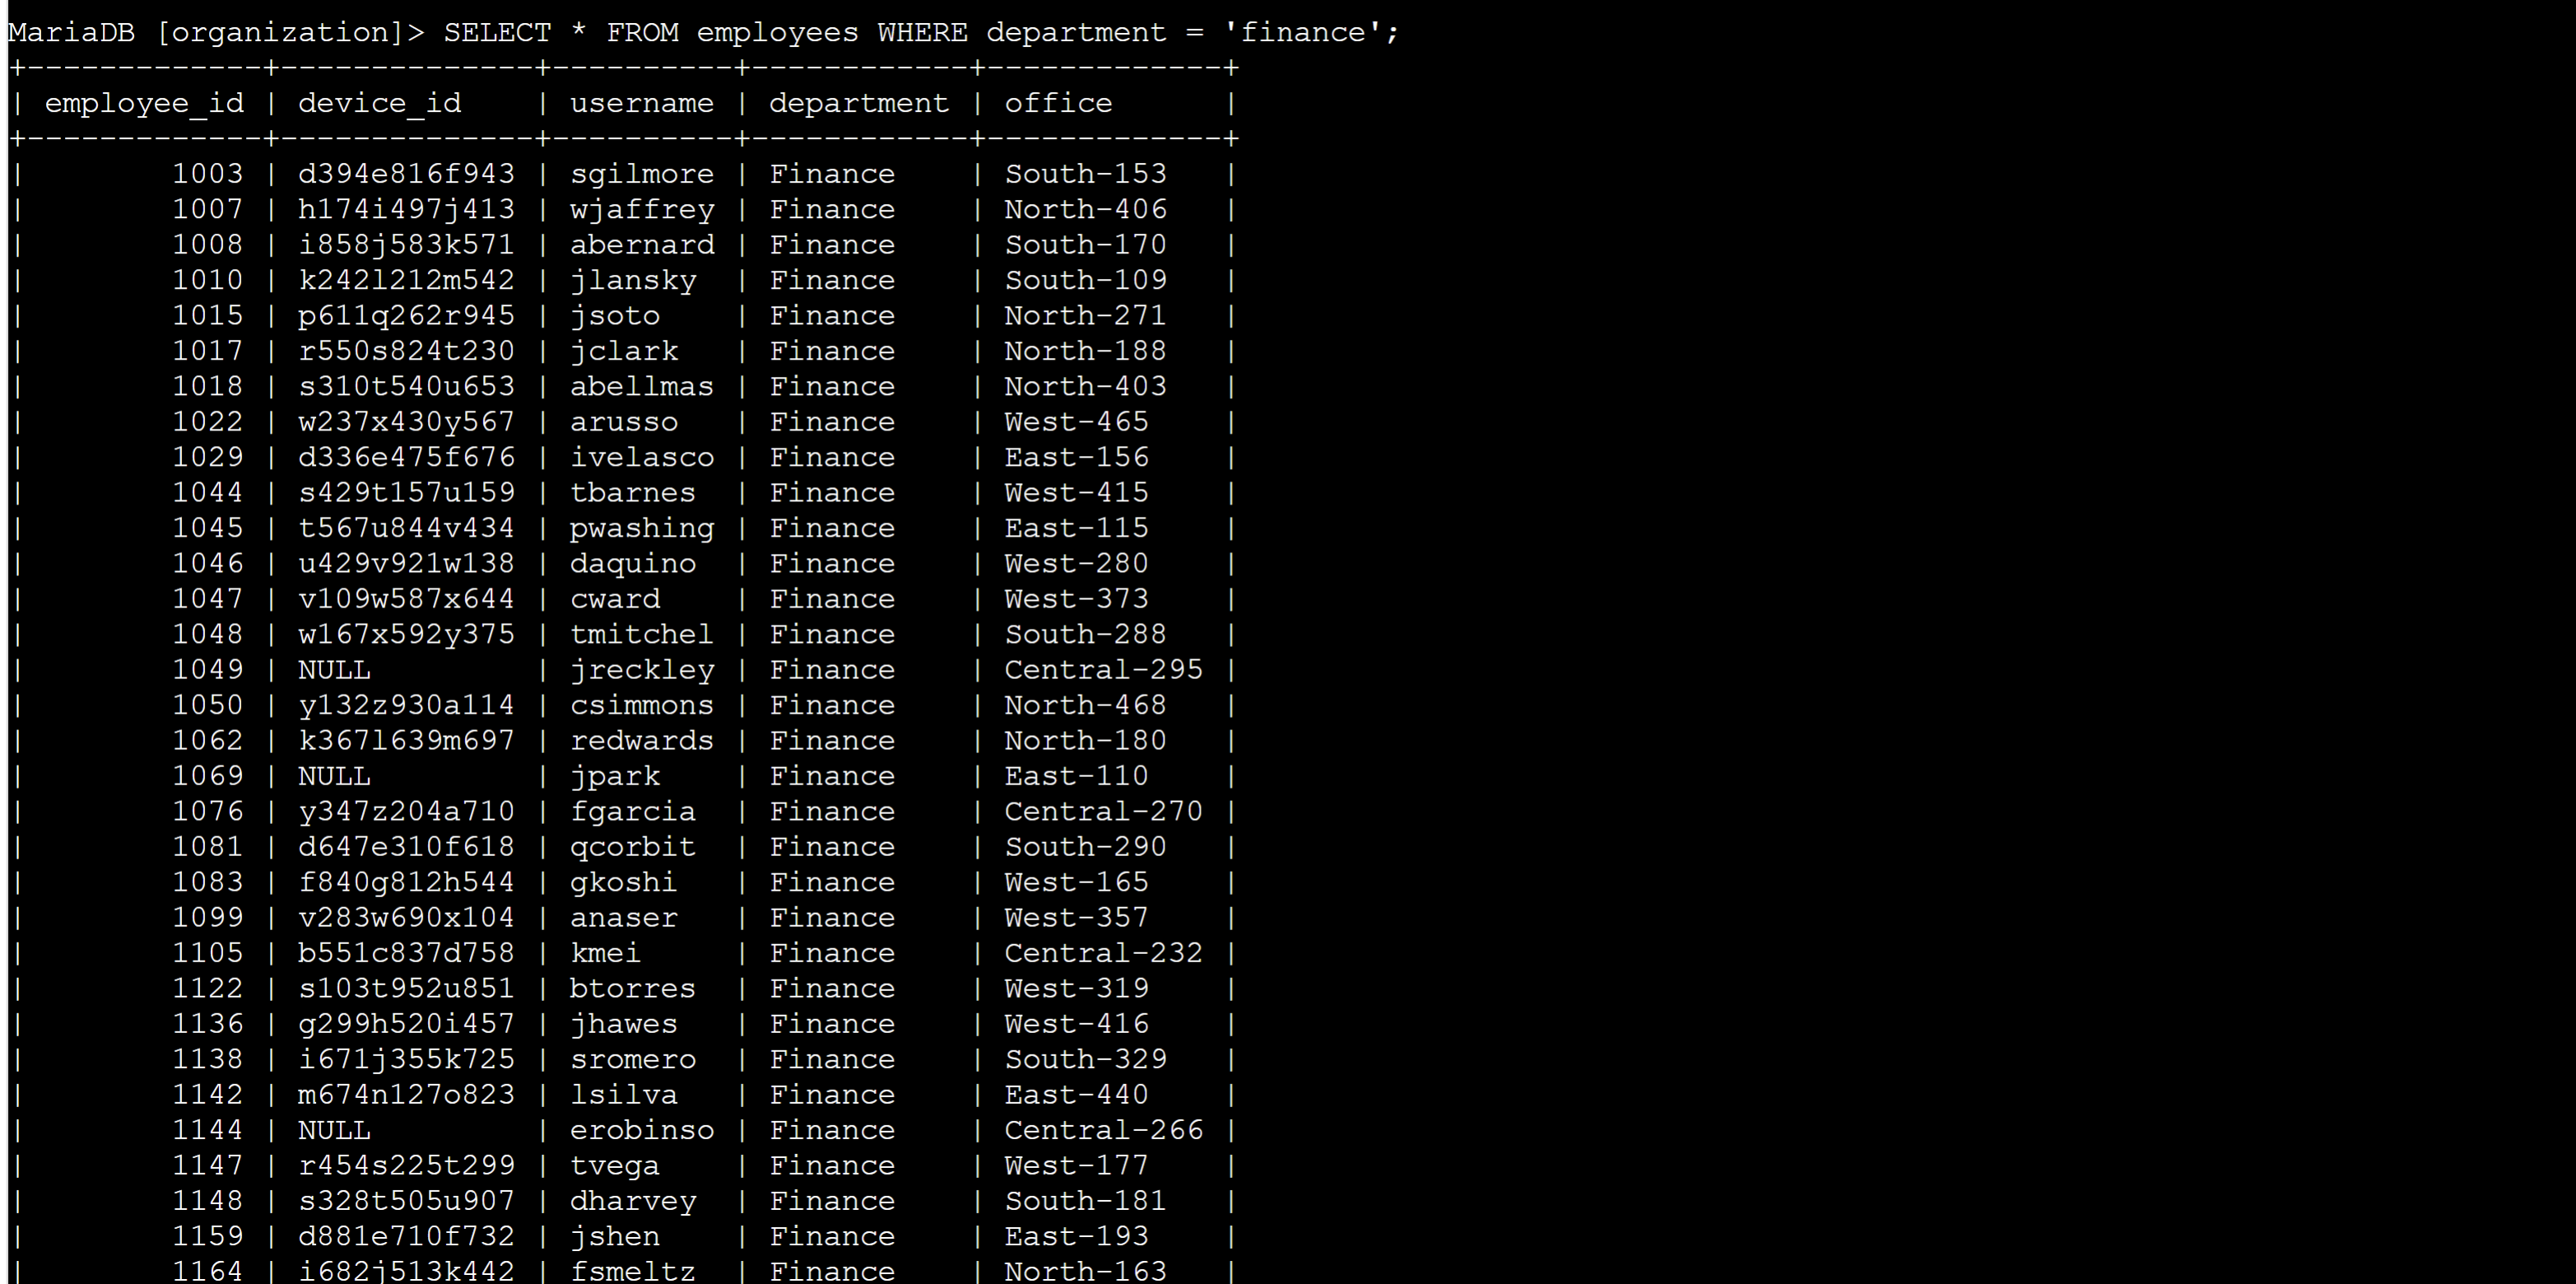 MariaDB [organization]> SELECT * FROM employees WHERE department = 'finance';
+-------------+--------------+----------+------------+-------------+
| employee_id | device_id    | username | department | office      |
+-------------+--------------+----------+------------+-------------+
|        1003 | d394e816f943 | sgilmore | Finance    | South-153   |
|        1007 | h174i497j413 | wjaffrey | Finance    | North-406   |
|        1008 | i858j583k571 | abernard | Finance    | South-170   |
|        1010 | k242l212m542 | jlansky  | Finance    | South-109   |
|        1015 | p611q262r945 | jsoto    | Finance    | North-271   |
|        1017 | r550s824t230 | jclark   | Finance    | North-188   |
|        1018 | s310t540u653 | abellmas | Finance    | North-403   |
|        1022 | w237x430y567 | arusso   | Finance    | West-465    |
|        1029 | d336e475f676 | ivelasco | Finance    | East-156    |
|        1044 | s429t157u159 | tbarnes  | Finance    | West-415    |
|        1045 | t567u844v434 | pwashing | Finance    | East-115    |
|        1046 | u429v921w138 | daquino  | Finance    | West-280    |
|        1047 | v109w587x644 | cward    | Finance    | West-373    |
|        1048 | w167x592y375 | tmitchel | Finance    | South-288   |
|        1049 | NULL         | jreckley | Finance    | Central-295 |
|        1050 | y132z930a114 | csimmons | Finance    | North-468   |
|        1062 | k367l639m697 | redwards | Finance    | North-180   |
|        1069 | NULL         | jpark    | Finance    | East-110    |
|        1076 | y347z204a710 | fgarcia  | Finance    | Central-270 |
|        1081 | d647e310f618 | qcorbit  | Finance    | South-290   |
|        1083 | f840g812h544 | gkoshi   | Finance    | West-165    |
|        1099 | v283w690x104 | anaser   | Finance    | West-357    |
|        1105 | b551c837d758 | kmei     | Finance    | Central-232 |
|        1122 | s103t952u851 | btorres  | Finance    | West-319    |
|        1136 | g299h520i457 | jhawes   | Finance    | West-416    |
|        1138 | i671j355k725 | sromero  | Finance    | South-329   |
|        1142 | m674n127o823 | lsilva   | Finance    | East-440    |
|        1144 | NULL         | erobinso | Finance    | Central-266 |
|        1147 | r454s225t299 | tvega    | Finance    | West-177    |
|        1148 | s328t505u907 | dharvey  | Finance    | South-181   |
|        1159 | d881e710f732 | jshen    | Finance    | East-193    |
|        1164 | i682j513k442 | fsmeltz  | Finance    | North-163   |